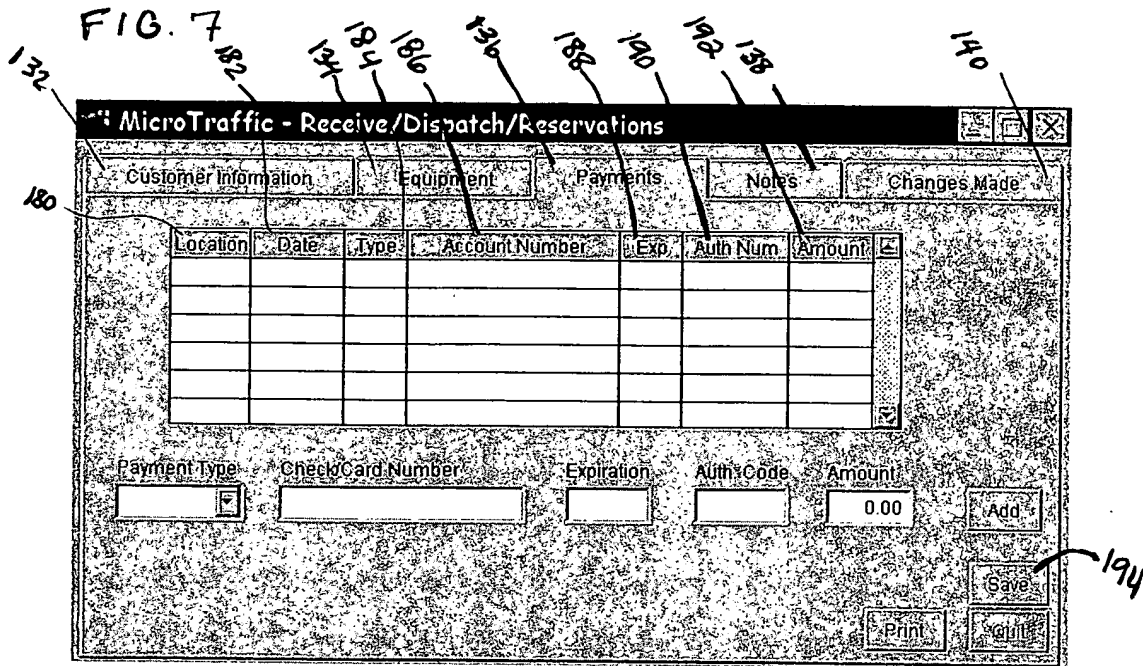 FIG. 7
132 182 134 184 186 136 188 190 192 138 140
MicroTraffic - Receive/Dispatch/Reservations
Customer Information Equipment Payments Notes Changes Made
180
Location Date Type Account Number Exp. Auth Num Amount
Payment Type Check/Card Number Expiration Auth. Code Amount
0.00 Add
Save 194
Print Quit